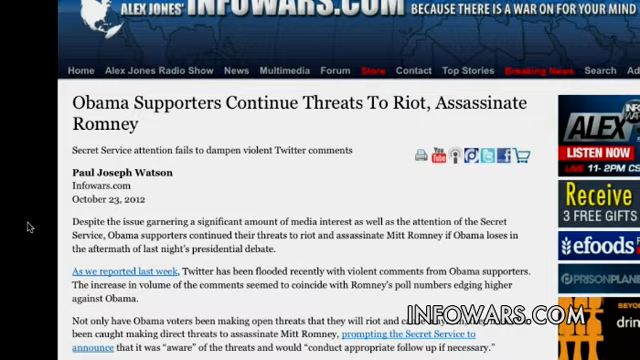 ALEX JONES' INFOWARS.COM BECAUSE THERE IS A WAR ON FOR YOUR MIND
Home Alex Jones Radio Show News Multimedia Forum Store Contact Top Stories Breaking News Search
Obama Supporters Continue Threats To Riot, Assassinate
Romney
Secret Service attention fails to dampen violent Twitter comments
Paul Joseph Watson
Infowars.com
October 23, 2012
Despite the issue garnering a significant amount of media interest as well as the attention of the Secret
Service, Obama supporters continued their threats to riot and assassinate Mitt Romney if Obama loses in
the aftermath of last night's presidential debate.
As we reported last week, Twitter has been flooded recently with violent comments from Obama supporters.
The increase in volume of the comments seemed to coincide with Romney's poll numbers edging higher
against Obama.
Not only have Obama voters been making open threats that they will riot and
been caught making direct threats to assassinate Mitt Romney, prompting the Secret Service to
announce that it was "aware" of the threats and would "conduct appropriate follow up if necessary."
You Tube
ALEX
LISTEN NOW
LIVE 11- 2PM
Receive
3 FREE GIFTS
efoods
PRISONPLAN
BEYO
drin
INFOWARS.COM